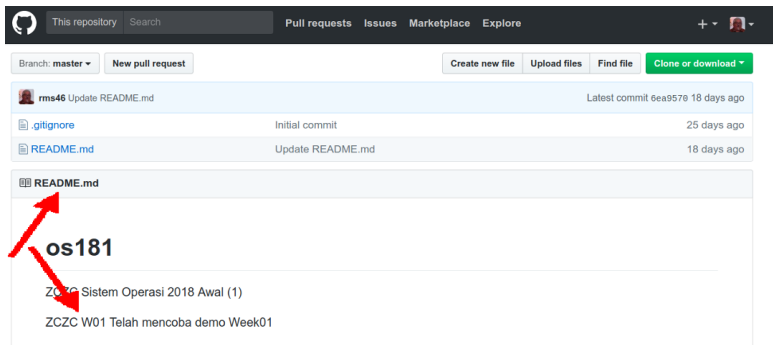 This repository Search Pull requests Issues Marketplace Explore
Branch: master New pull request Create new file Upload files Find file Clone or download
rms46 Update README.md Latest commit 6ea9570 18 days ago
.gitignore Initial commit 25 days ago
README.md Update README.md 18 days ago
README.md
os181
ZCZC Sistem Operasi 2018 Awal (1)
ZCZC W01 Telah mencoba demo Week01